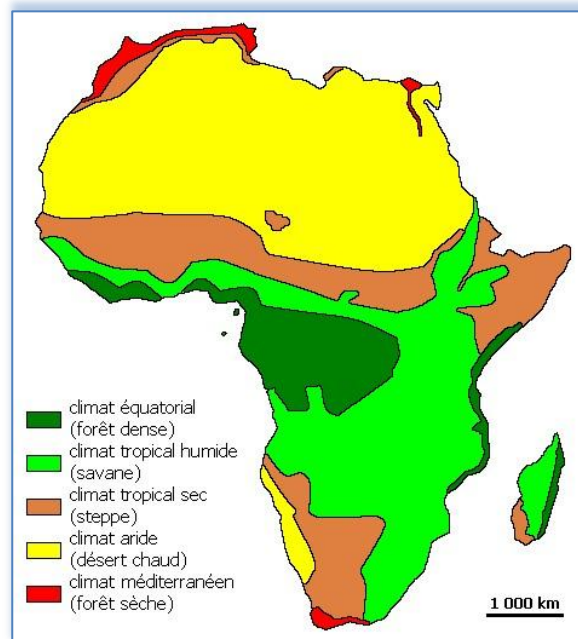 climat équatorial
(forêt dense)
climat tropical humide
(savane)
climat tropical sec
(steppe)
climat aride
(désert chaud)
climat méditerranéen
(forêt sèche)
1 000 km